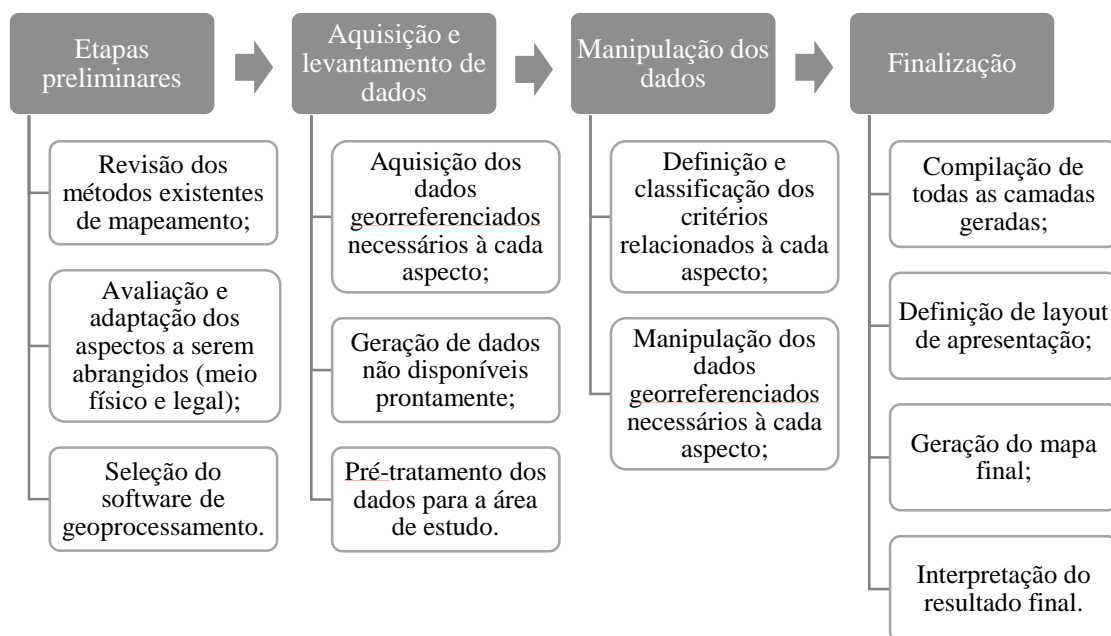 Etapas
preliminares
Revisão dos
métodos existentes
de mapeamento;
Avaliação e
adaptação dos
aspectos a serem
abrangidos (meio
físico e legal);
Seleção do
software de
geoprocessamento.
Aquisição e
levantamento de
dados
Aquisição dos
dados
georreferenciados
necessários à cada
aspecto;
Geração de dados
não disponíveis
prontamente;
Pré-tratamento dos
dados para a área
de estudo.
Manipulação dos
dados
Definição e
classificação dos
critérios
relacionados à cada
aspecto;
Manipulação dos
dados
georreferenciados
necessários à cada
aspecto;
Finalização
Compilação de
todas as camadas
geradas;
Definição de layout
de apresentação;
Geração do mapa
final;
Interpretação do
resultado final.